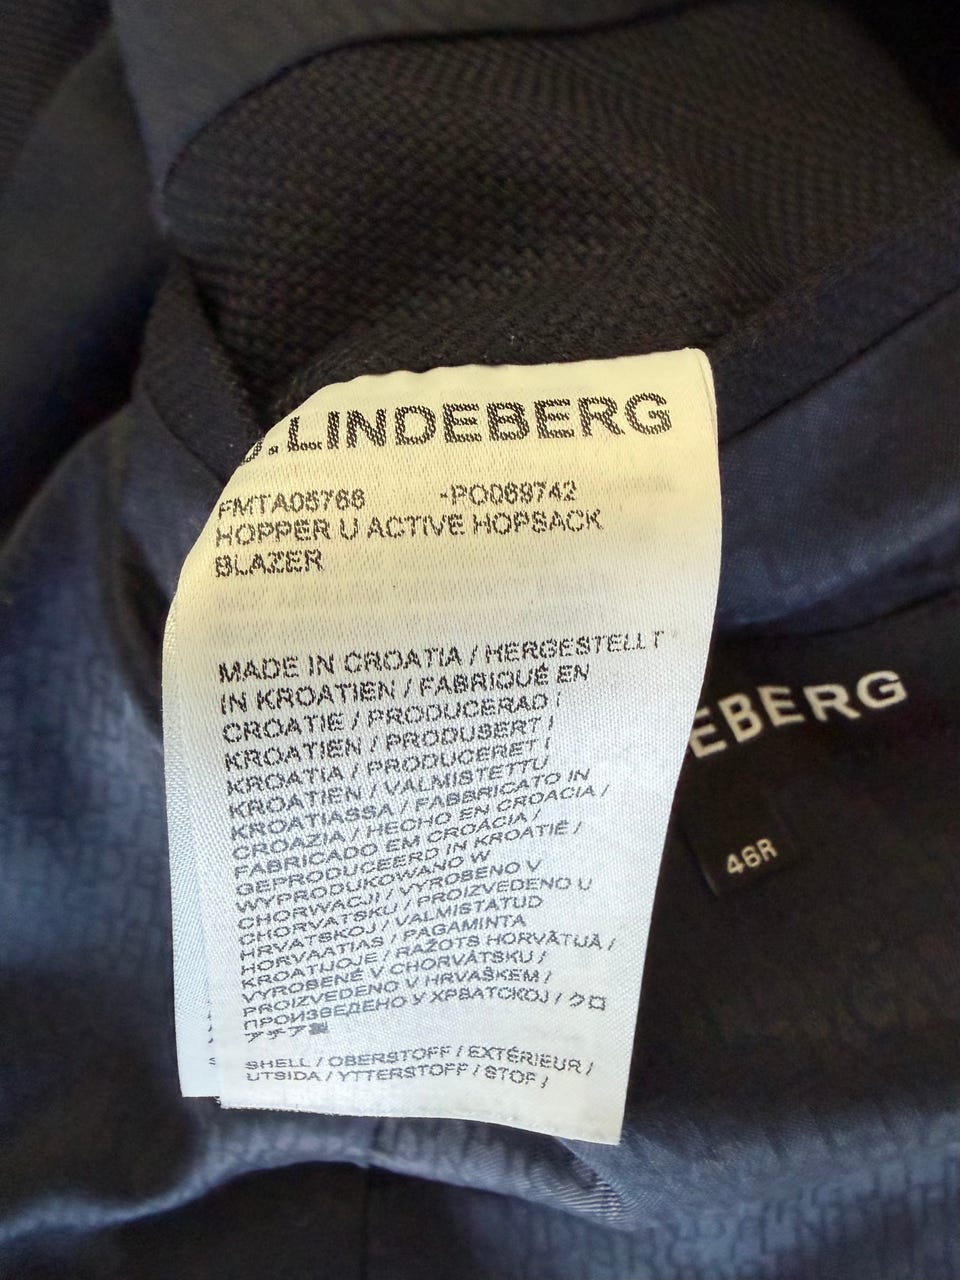 J.LINDEBERG
FMTA05766 -PO069742
HOPPER U ACTIVE HOPSACK
BLAZER
MADE IN CROATIA / HERGESTELLT
IN KROATIEN / FABRIQUÉ EN
CROATIE / PRODUCERAD I
KROATIEN / PRODUSERT I
KROATIA / PRODUCERET I
KROATIEN / VALMISTETTU
KROATIASSA / FABBRICATO IN
CROAZIA / HECHO EN CROACIA /
FABRICADO EM CROÁCIA /
GEPRODUCEERD IN KROATIË /
WYPRODUKOWANO W
CHORWACJI / VYROBENO V
CHORVATSKU / PROIZVEDENO U
HRVATSKOJ / VALMISTATUD
HORVAATIAS / PAGAMINTA
KROATIJOJE / RAŽOTS HORVĀTIJĀ /
VYROBENÉ V CHORVÁTSKU /
PROIZVEDENO V HRVAŠKEM /
ПРОИЗВЕДЕНО У ХРВАТСКОЈ / クロ
アチア製
SHELL / OBERSTOFF / EXTÉRIEUR /
UTSIDA / YTTERSTOFF / STOF /
EBERG
46R